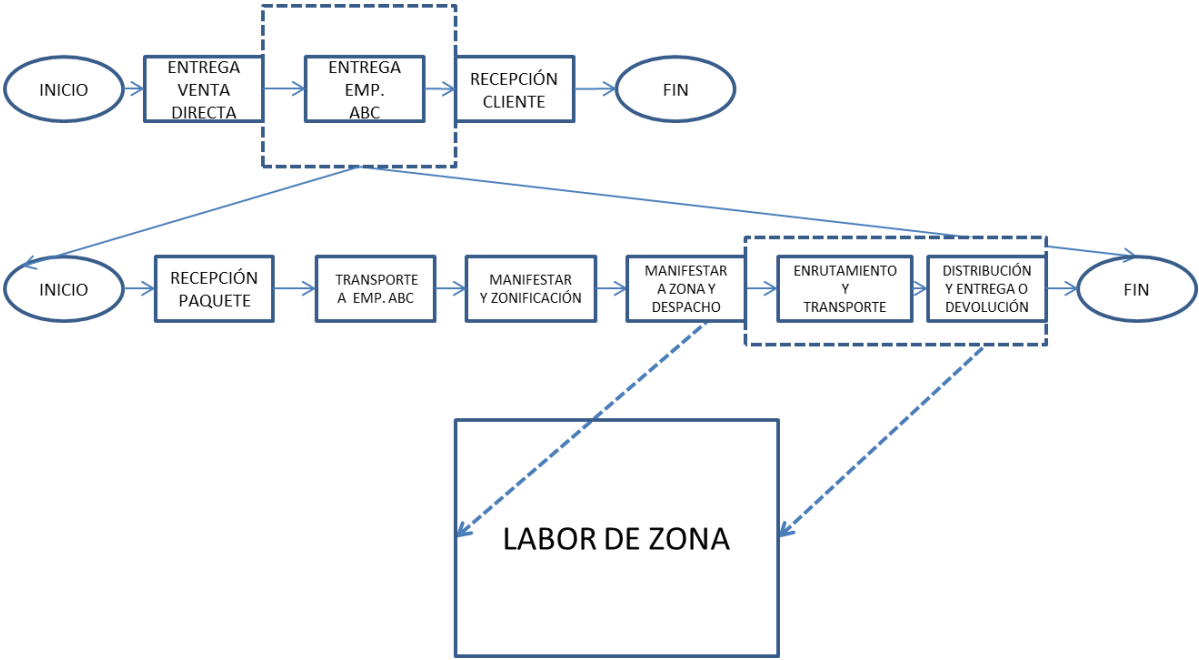 INICIO
ENTREGA
VENTA
DIRECTA
ENTREGA
EMP.
ABC
RECEPCIÓN
CLIENTE
FIN
INICIO
RECEPCIÓN
PAQUETE
TRANSPORTE
A EMP. ABC
MANIFESTAR
Y ZONIFICACIÓN
MANIFESTAR
A ZONA Y
DESPACHO
ENRUTAMIENTO
Y
TRANSPORTE
DISTRIBUCIÓN
Y ENTREGA O
DEVOLUCIÓN
FIN
LABOR DE ZONA